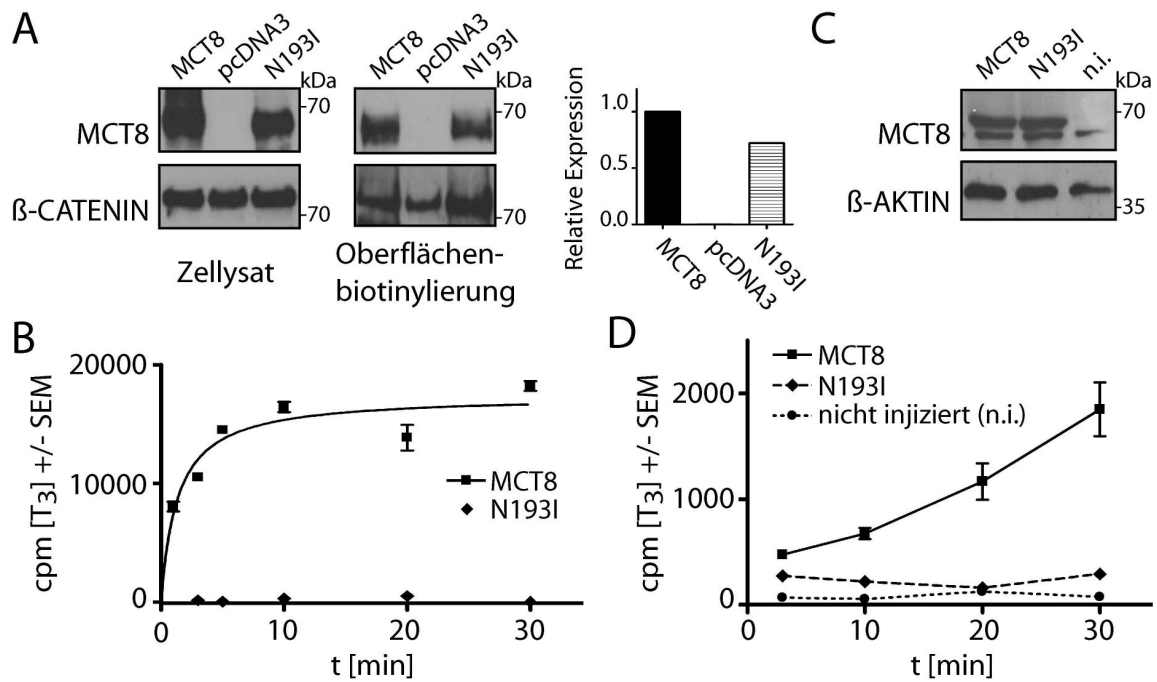 A
MCT8 pcDNA3 N193I kDa
MCT8 pcDNA3 N193I kDa
-70
-70
MCT8
ß-CATENIN
-70
-70
Zellysat
Oberflächen-
biotinylierung
Relative Expression
1.0
0.5
0.0
MCT8 pcDNA3 N193I
C
MCT8 N193I n.i. kDa
70
MCT8
ß-AKTIN
-35
B
cpm [T3] +/- SEM
20000
10000
0
MCT8
N193I
0 10 20 30
t [min]
D
cpm [T3] +/- SEM
2000
1000
0
MCT8
N193I
nicht injiziert (n.i.)
0 10 20 30
t [min]